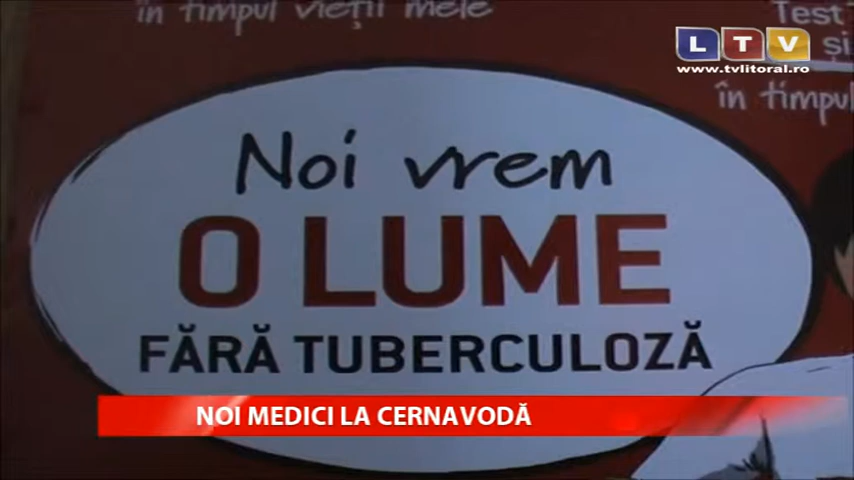 în timpul vieții mele
Test
și
în timpul
LTV
www.tvlitoral.ro
Noi vrem
O LUME
FĂRĂ TUBERCULOZĂ
NOI MEDICI LA CERNAVODĂ